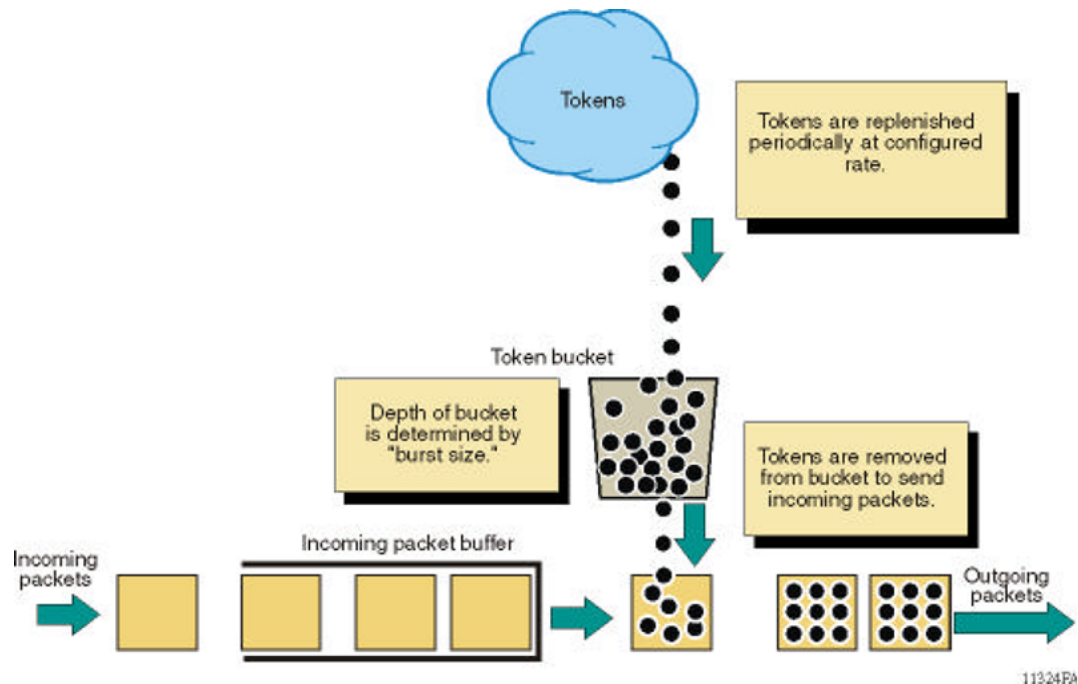 Tokens
Tokens are replenished
periodically at configured
rate.
Token bucket
Depth of bucket
is determined by
"burst size."
Tokens are removed
from bucket to send
incoming packets.
Incoming
packets
Incoming packet buffer
Outgoing
packets
11324PA